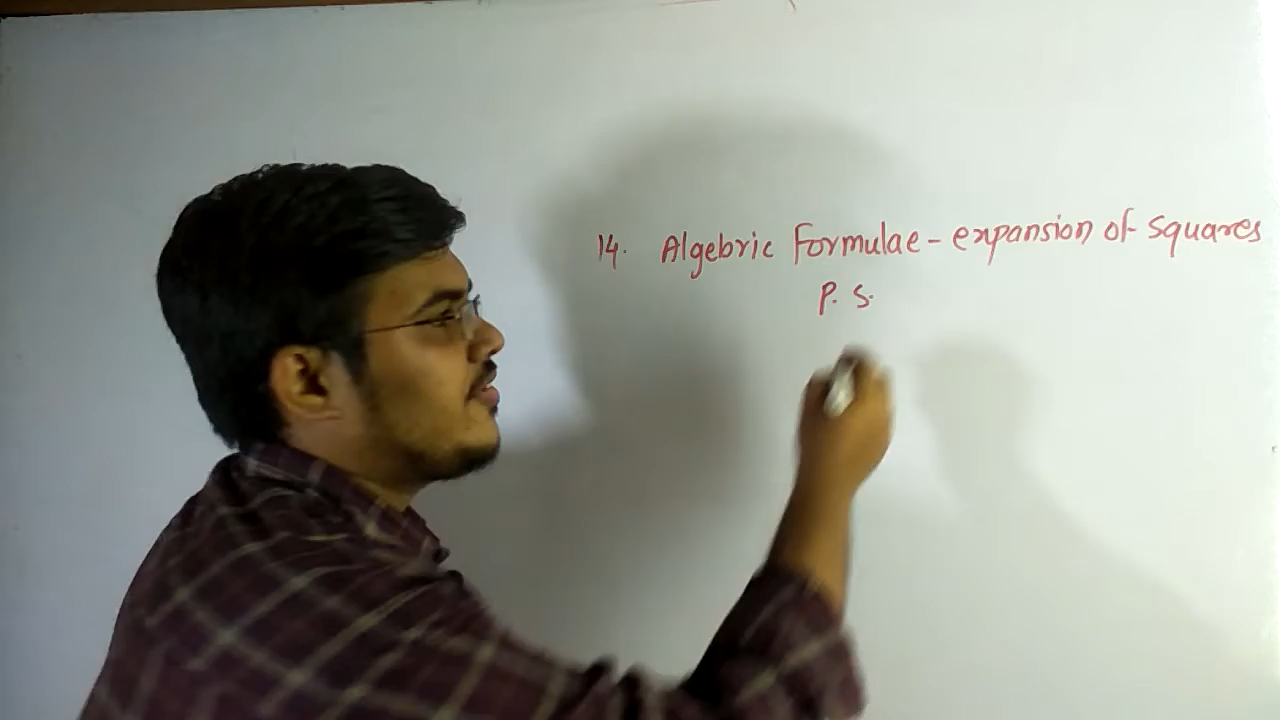 14. Algebric Formulae - expansion of squares
P. S.